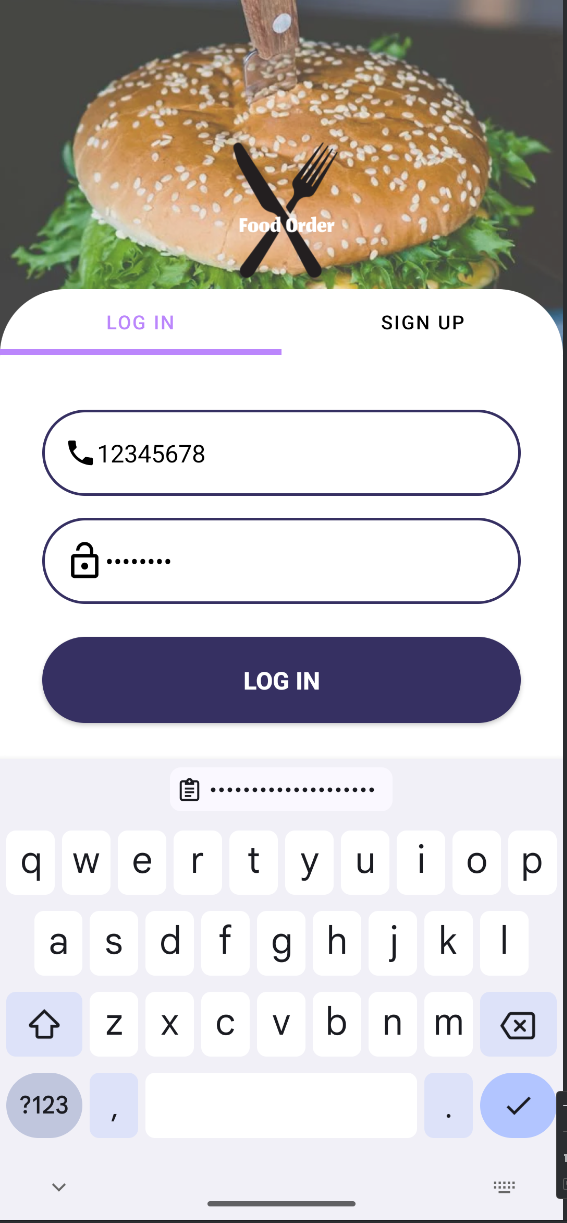 Food Order
LOG IN SIGN UP
12345678
••••••••
LOG IN
••••••••••••••••••••
q w e r t y u i o p
a s d f g h j k l
z x c v b n m
?123 , .